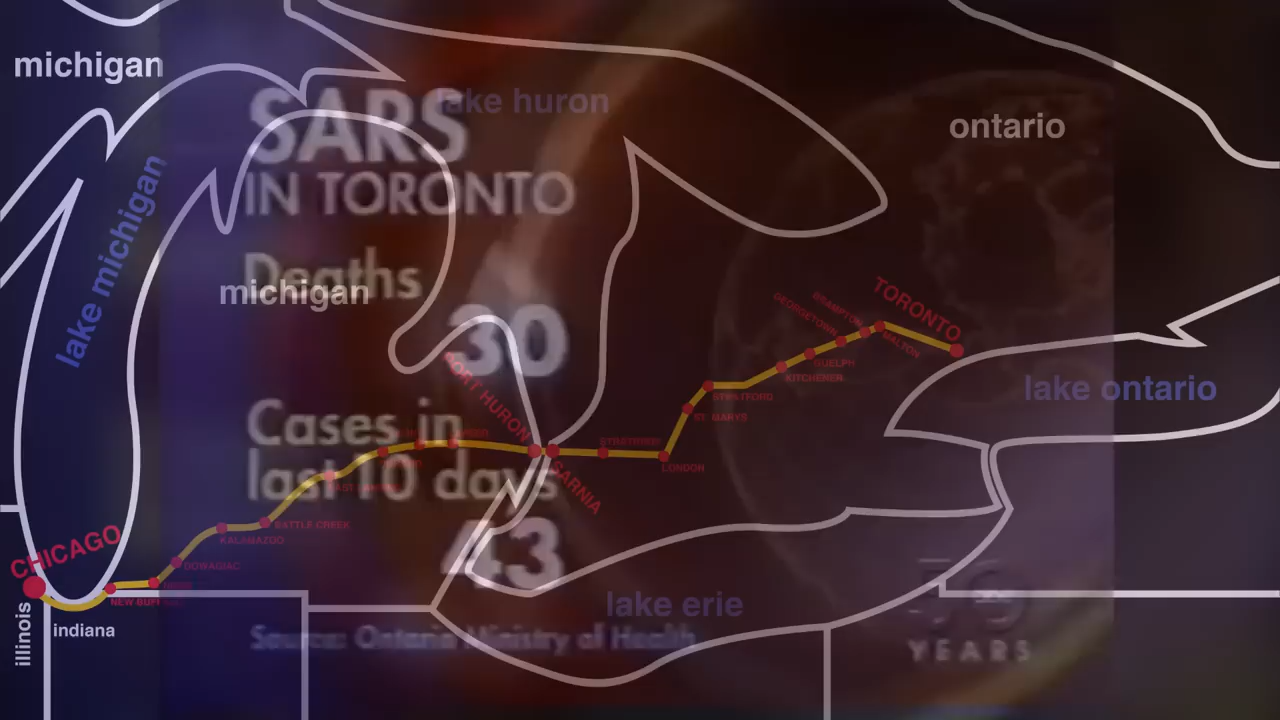 michigan
lake huron
SARS
ontario
IN TORONTO
lake michigan
Deaths
michigan
TORONTO
BRAMPTON
GEORGETOWN
MALTON
30
GUELPH
KITCHENER
lake ontario
STRATFORD
PORT HURON
ST. MARYS
Cases in
STRATHROY
LONDON
last 10 days
SARNIA
EAST LANSING
BATTLE CREEK
KALAMAZOO
CHICAGO
43
DOWAGIAC
NEW BUFFALO
lake erie
illinois
indiana
Source: Ontario Ministry of Health
YEARS